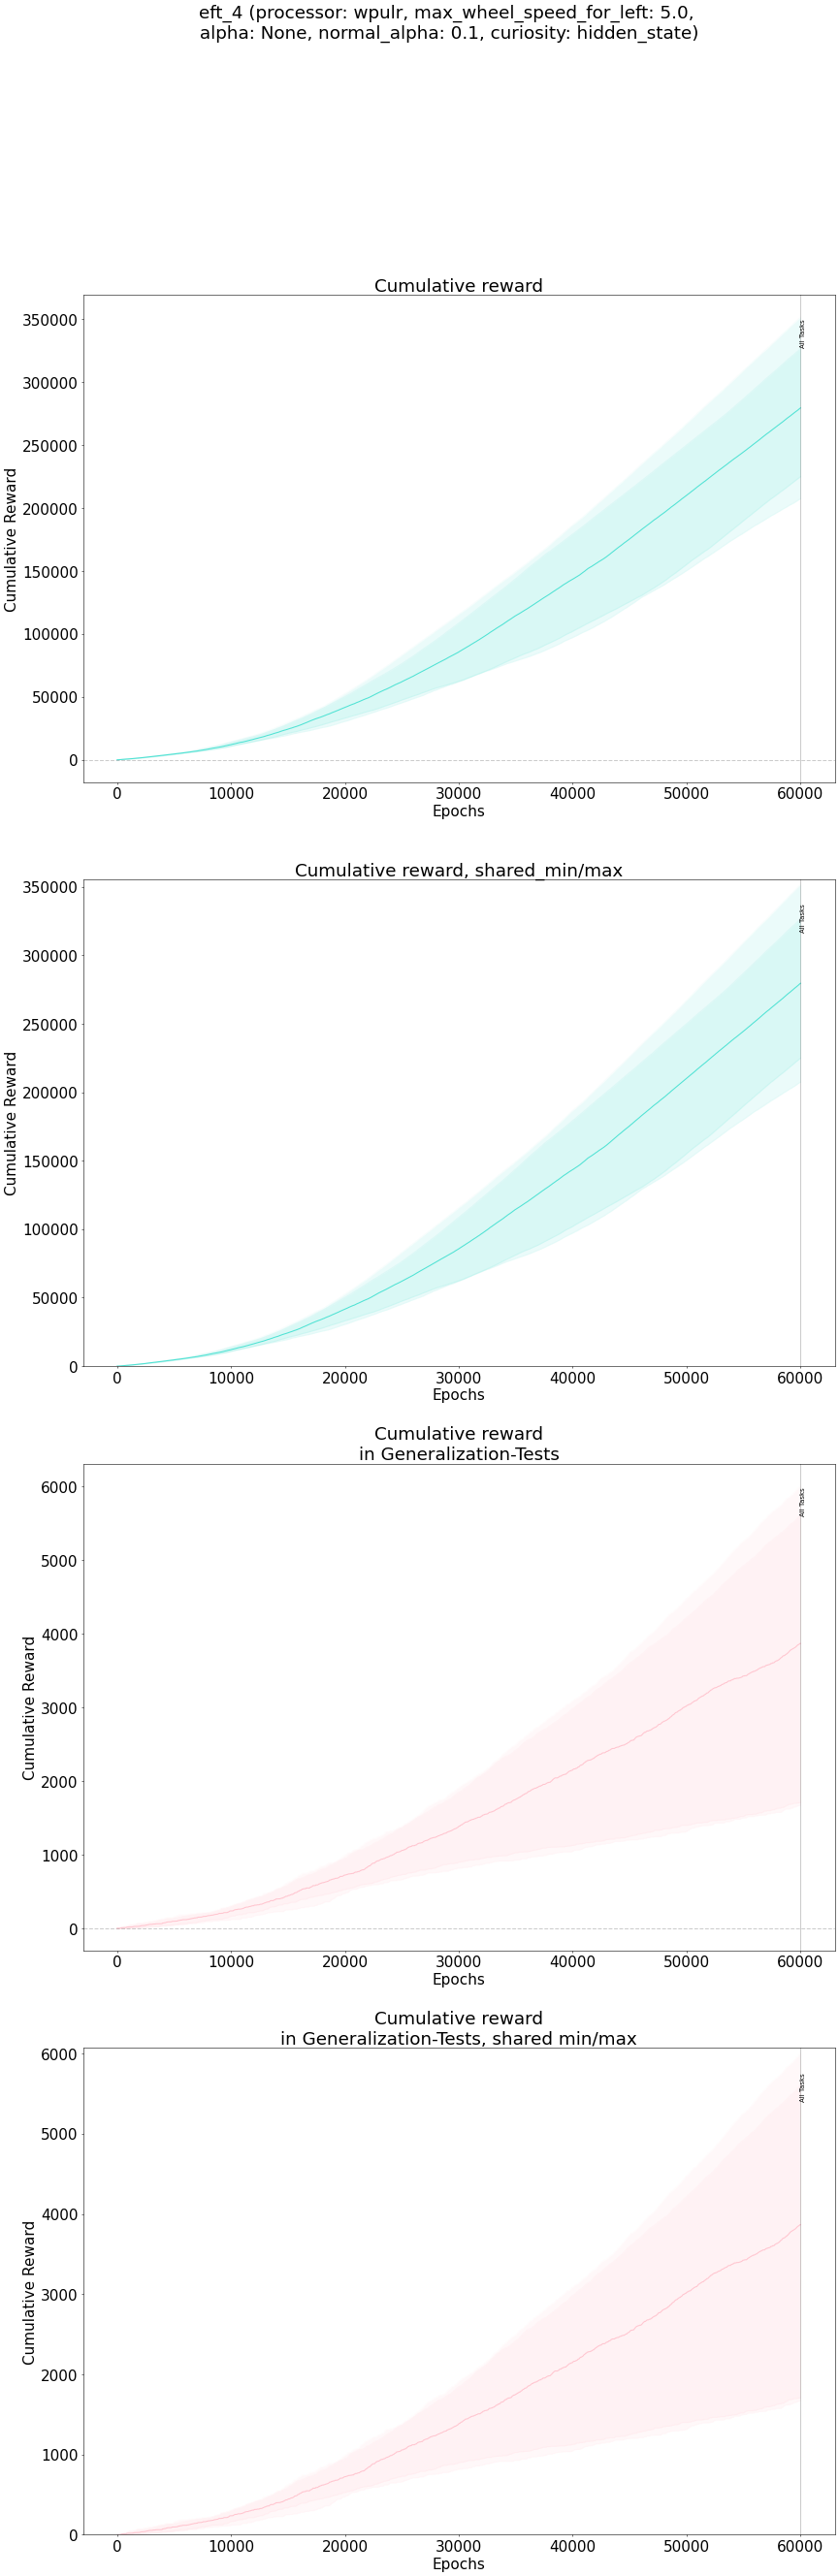 eft_4 (processor: wpulr, max_wheel_speed_for_left: 5.0,
alpha: None, normal_alpha: 0.1, curiosity: hidden_state)
Cumulative reward
350000
300000
250000
200000
150000
100000
50000
0
Cumulative Reward
All Tasks
0 10000 20000 30000 40000 50000 60000
Epochs
Cumulative reward, shared_min/max
350000
300000
250000
200000
150000
100000
50000
0
Cumulative Reward
All Tasks
0 10000 20000 30000 40000 50000 60000
Epochs
Cumulative reward
in Generalization-Tests
6000
5000
4000
3000
2000
1000
0
Cumulative Reward
All Tasks
0 10000 20000 30000 40000 50000 60000
Epochs
Cumulative reward
in Generalization-Tests, shared min/max
6000
5000
4000
3000
2000
1000
0
Cumulative Reward
All Tasks
0 10000 20000 30000 40000 50000 60000
Epochs